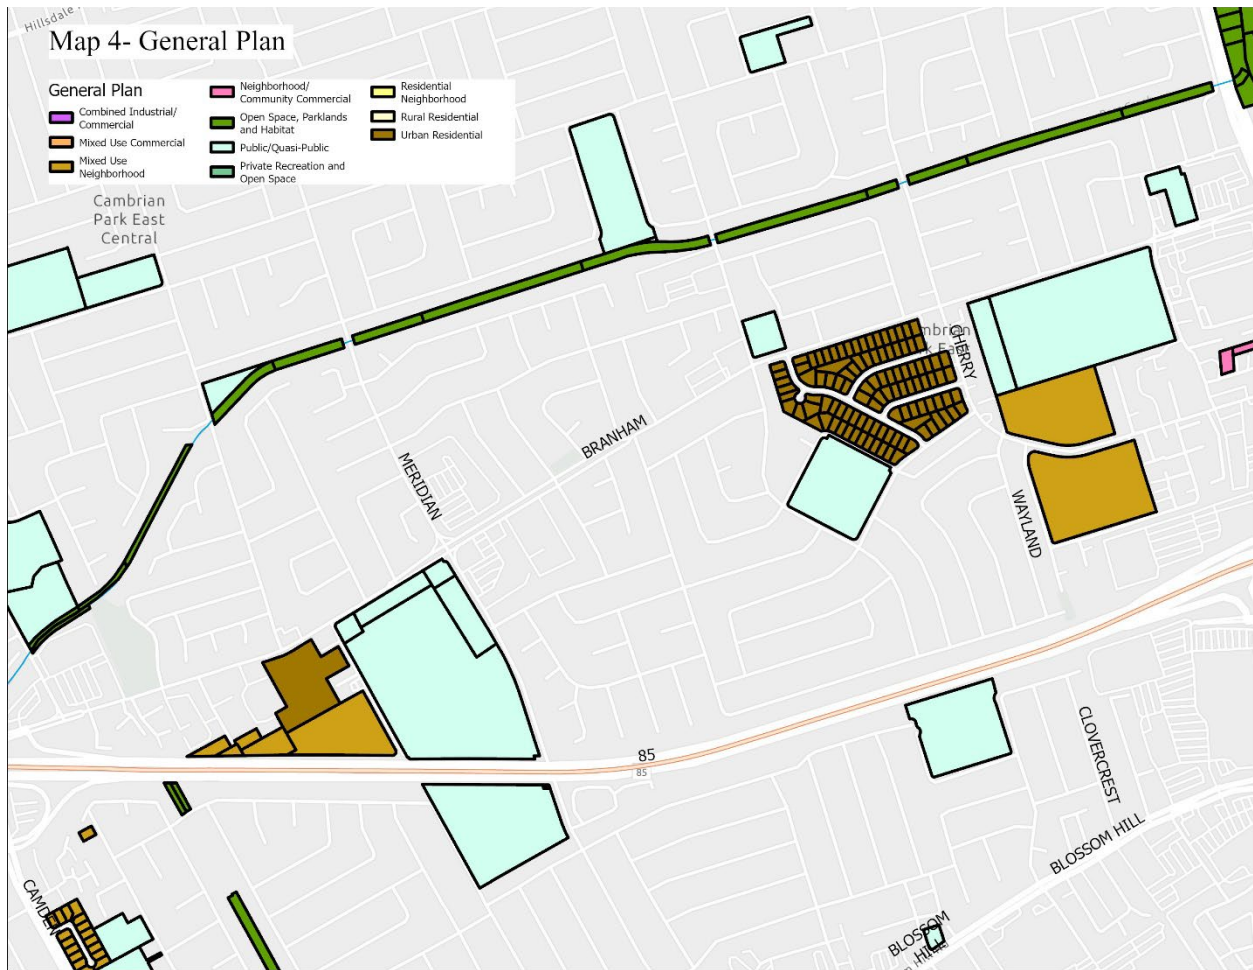 Hillsdale
Map 4- General Plan
General Plan
Combined Industrial/
Commercial
Mixed Use Commercial
Mixed Use
Neighborhood
Neighborhood/
Community Commercial
Open Space, Parklands
and Habitat
Public/Quasi-Public
Private Recreation and
Open Space
Residential
Neighborhood
Rural Residential
Urban Residential
Cambrian
Park East
Central
CHERRY
BRANHAM
MERIDIAN
WAYLAND
85
85
CLOVERCREST
BLOSSOM HILL
CAMDEN
BLOSSOM
HILL